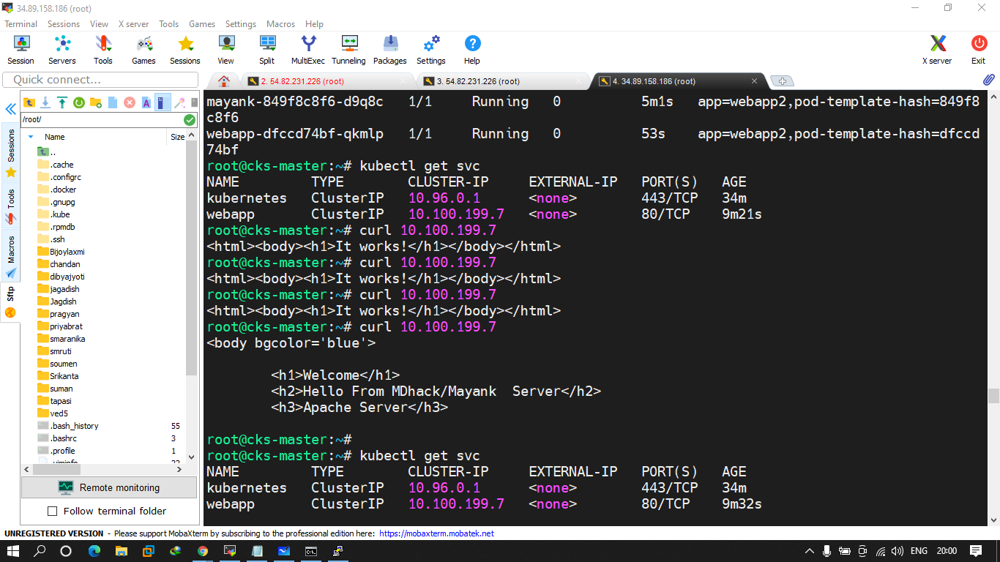 34.89.158.186 (root)
Terminal Sessions View X server Tools Games Settings Macros Help
Session Servers Tools Games Sessions View Split MultiExec Tunneling Packages Settings Help X server Exit
Quick connect...
2. 54.82.231.226 (root)
3. 54.82.231.226 (root)
4. 34.89.158.186 (root)
/root/
Name Size
..
.cache
.configrc
.docker
.gnupg
.kube
.rpmdb
.ssh
Bijoylaxmi
chandan
dibyajyoti
jagadish
Jagdish
pragyan
priyabrat
smaranika
smruti
soumen
Srikanta
suman
tapasi
ved5
.bash_history 55
.bashrc 3
.profile 1
.viminfo 22
Sessions
Tools
Macros
Sftp
Remote monitoring
Follow terminal folder
mayank-849f8c8f6-d9q8c 1/1 Running 0 5m1s app=webapp2,pod-template-hash=849f8
c8f6
webapp-dfccd74bf-qkmlp 1/1 Running 0 53s app=webapp2,pod-template-hash=dfccd
74bf
root@cks-master:~# kubectl get svc
NAME TYPE CLUSTER-IP EXTERNAL-IP PORT(S) AGE
kubernetes ClusterIP 10.96.0.1 <none> 443/TCP 34m
webapp ClusterIP 10.100.199.7 <none> 80/TCP 9m21s
root@cks-master:~# curl 10.100.199.7
<html><body><h1>It works!</h1></body></html>
root@cks-master:~# curl 10.100.199.7
<html><body><h1>It works!</h1></body></html>
root@cks-master:~# curl 10.100.199.7
<html><body><h1>It works!</h1></body></html>
root@cks-master:~# curl 10.100.199.7
<body bgcolor='blue'>
<h1>Welcome</h1>
<h2>Hello From MDhack/Mayank  Server</h2>
<h3>Apache Server</h3>
root@cks-master:~#
root@cks-master:~# kubectl get svc
NAME TYPE CLUSTER-IP EXTERNAL-IP PORT(S) AGE
kubernetes ClusterIP 10.96.0.1 <none> 443/TCP 34m
webapp ClusterIP 10.100.199.7 <none> 80/TCP 9m32s
UNREGISTERED VERSION - Please support MobaXterm by subscribing to the professional edition here: https://mobaxterm.mobatek.net
ENG 20:00